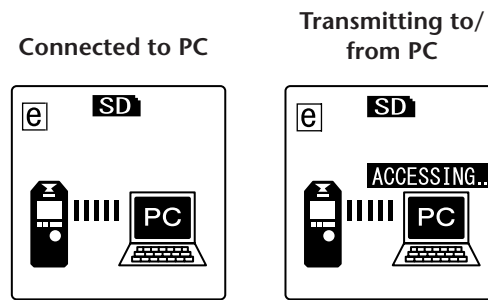 Connected to PC
Transmitting to/
from PC
e
SD
PC
e
SD
ACCESSING..
PC